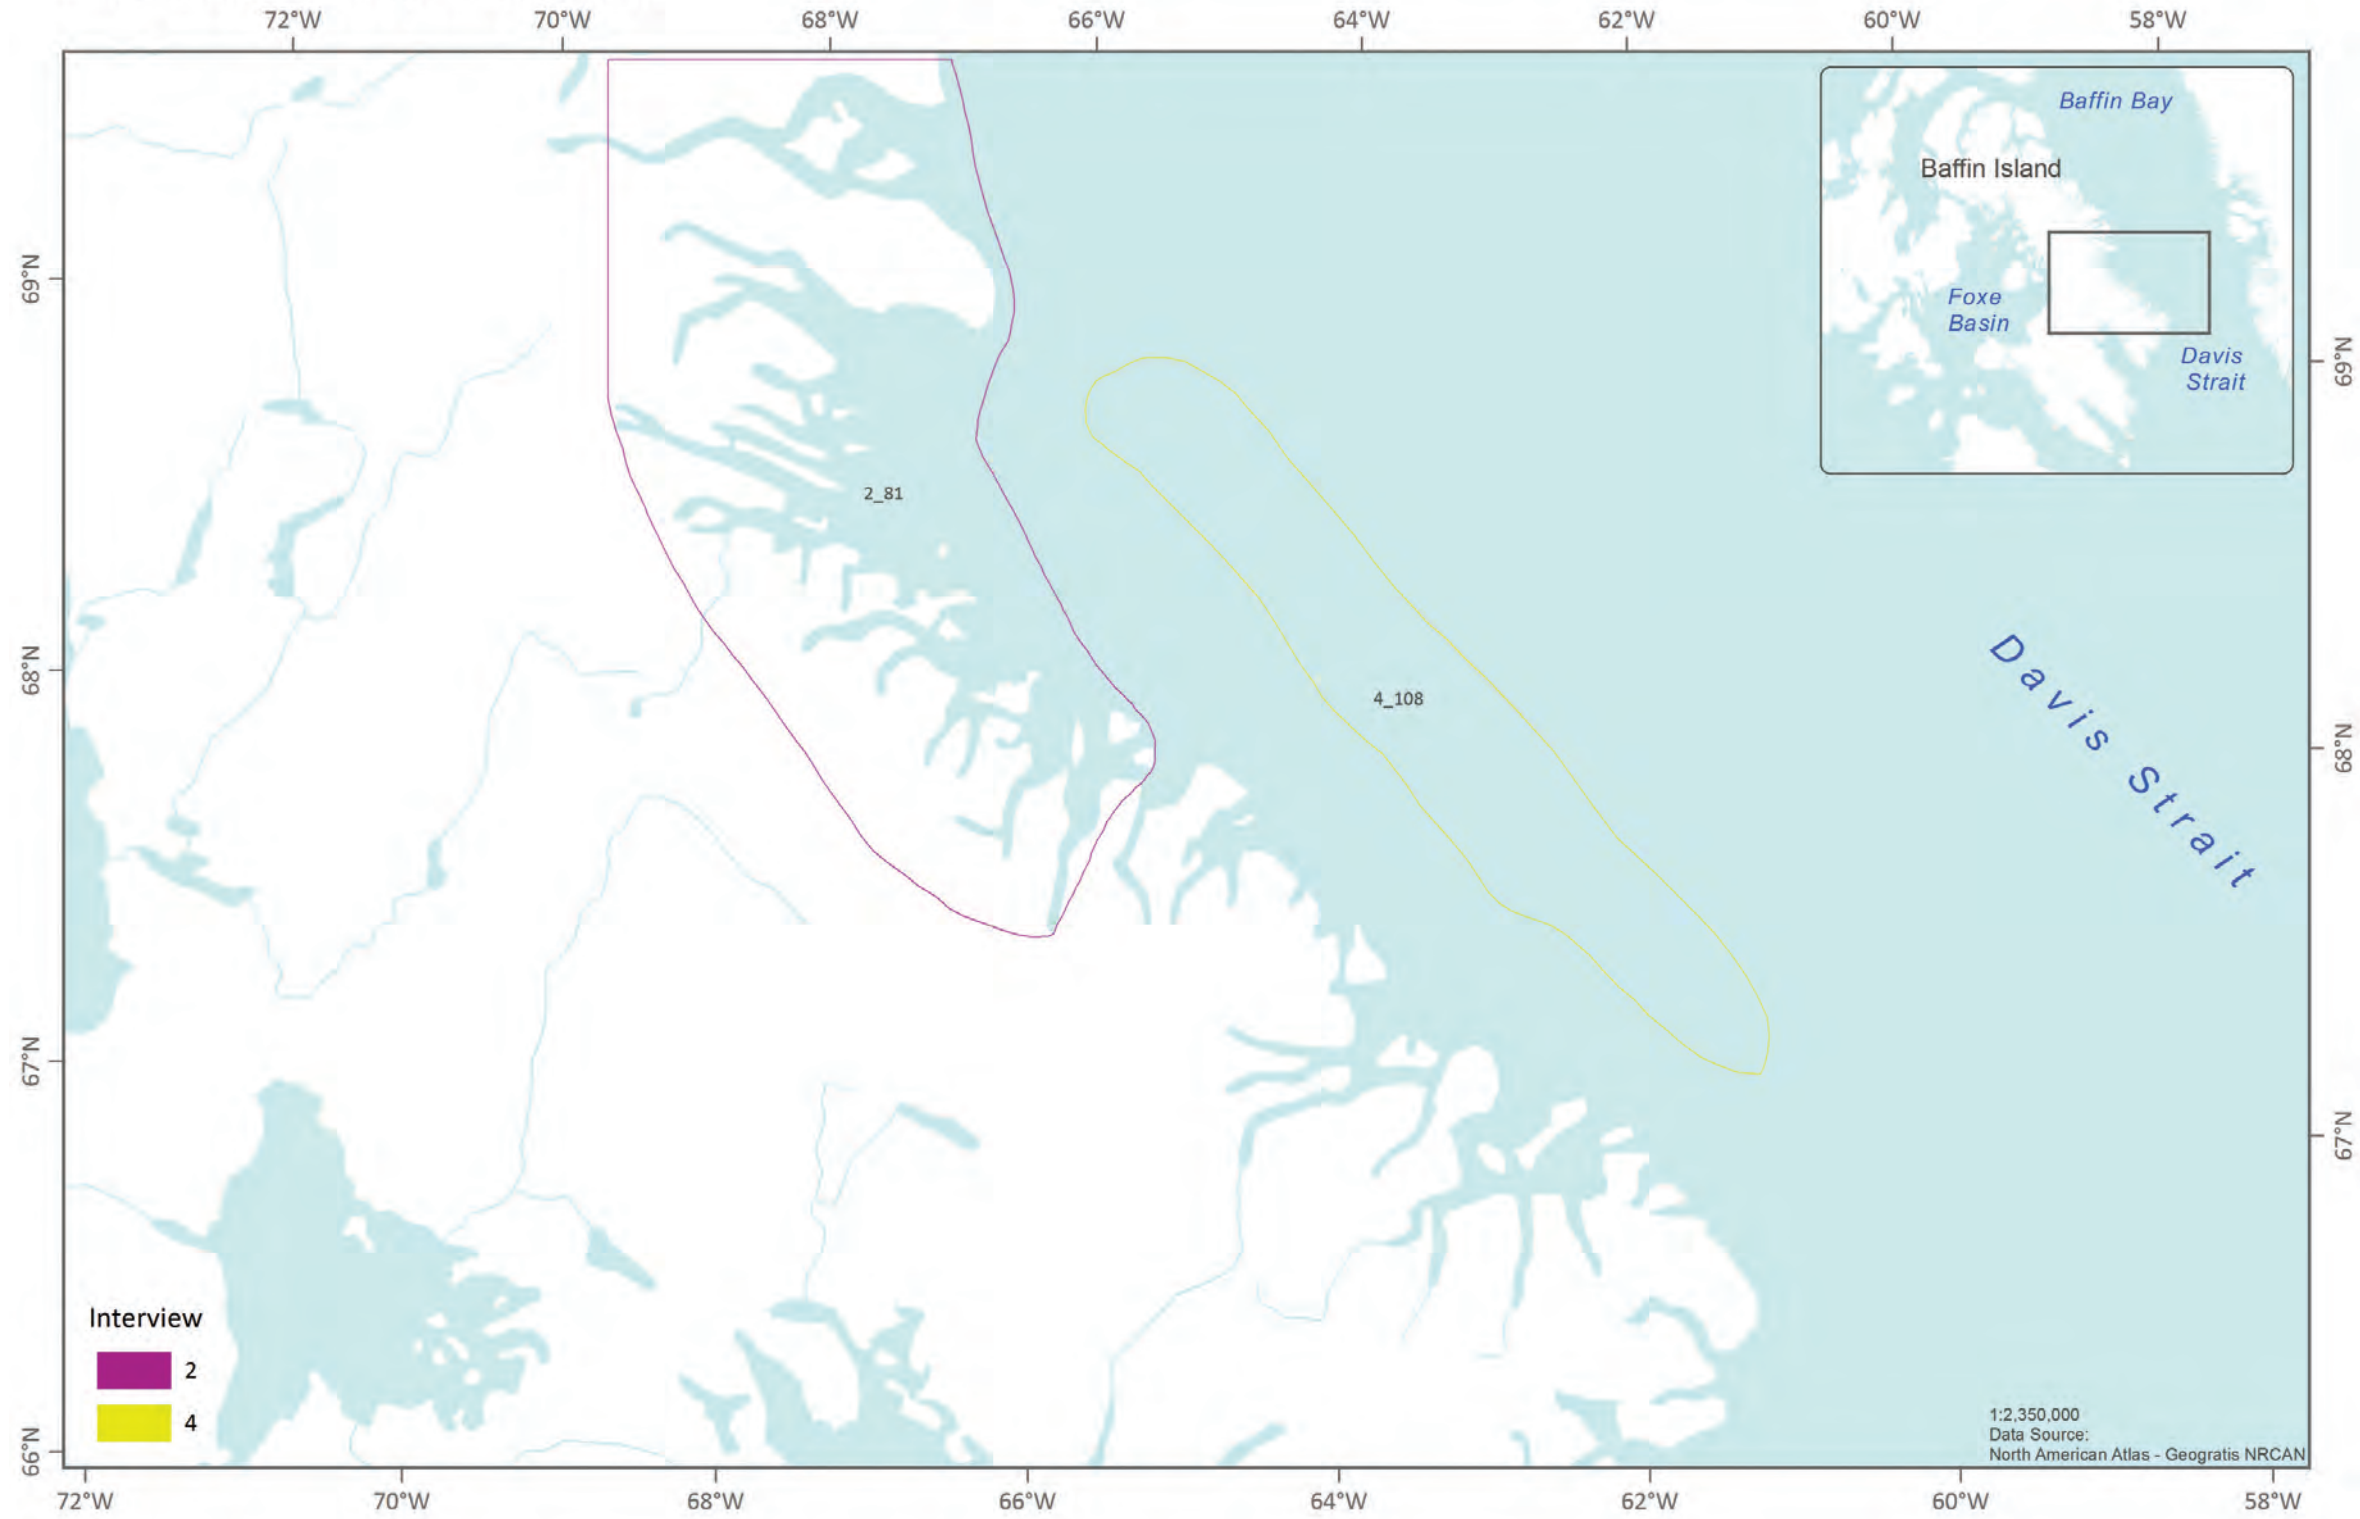 72°W 70°W 68°W 66°W 64°W 62°W 60°W 58°W
Baffin Bay
Baffin Island
Foxe
Basin
Davis
Strait
69°N
69°N
2_81
68°N
4_108
68°N
Davis Strait
67°N
67°N
66°N
Interview
2
4
1:2,350,000
Data Source:
North American Atlas - Geogratis NRCAN
72°W 70°W 68°W 66°W 64°W 62°W 60°W 58°W